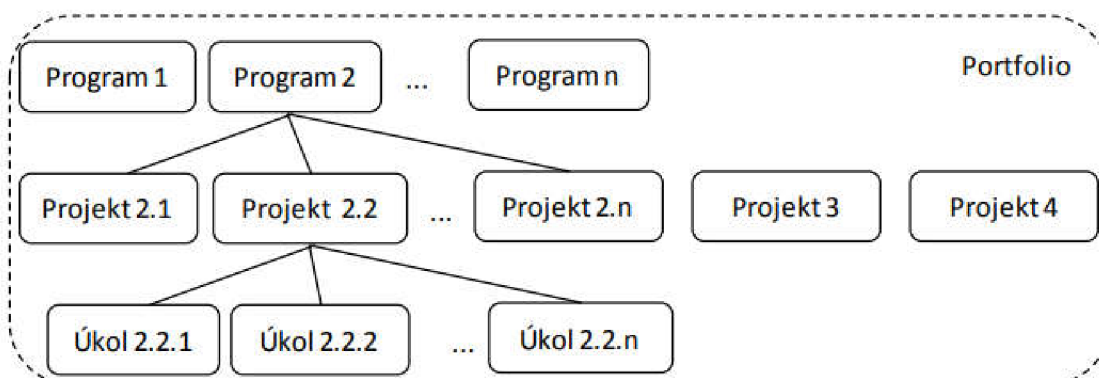 Program 1 Program 2 ... Program n Portfolio
Projekt 2.1 Projekt 2.2 ... Projekt 2.n Projekt 3 Projekt 4
Úkol 2.2.1 Úkol 2.2.2 ... Úkol 2.2.n